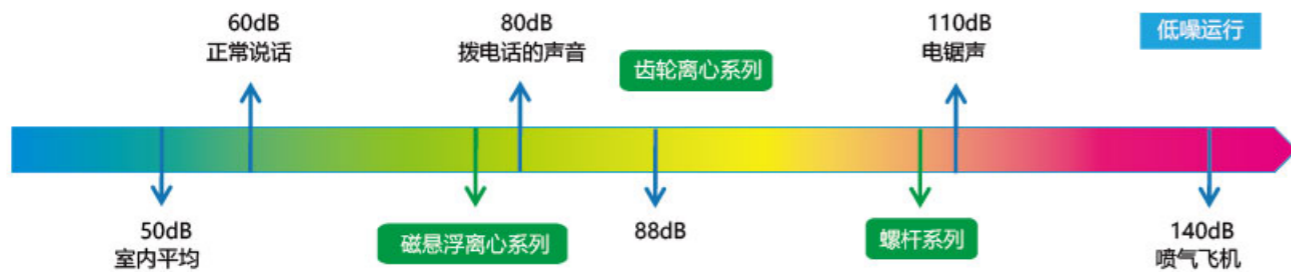 60dB
正常说话
80dB
拨电话的声音
齿轮离心系列
110dB
电锯声
低噪运行
50dB
室内平均
磁悬浮离心系列
88dB
螺杆系列
140dB
喷气飞机